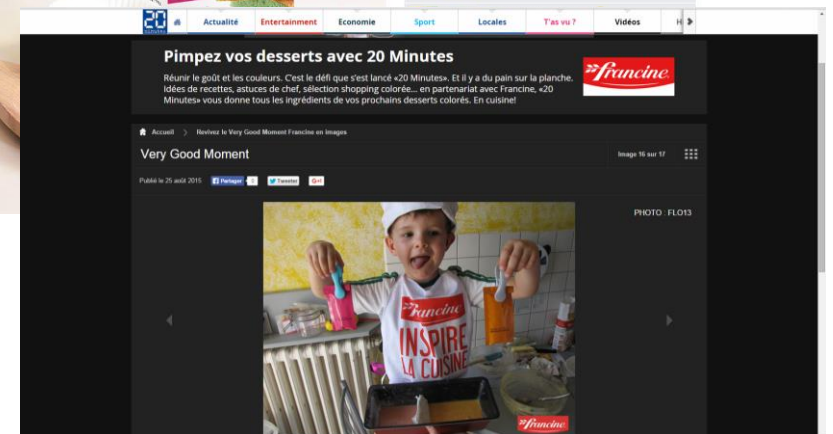 20
MINUTES
Actualité
Entertainment
Economie
Sport
Locales
T'as vu ?
Vidéos
H
Pimpez vos desserts avec 20 Minutes
Réunir le goût et les couleurs. C'est le défi que s'est lancé «20 Minutes». Et il y a du pain sur la planche.
Idées de recettes, astuces de chef, sélection shopping colorée... en partenariat avec Francine, «20
Minutes» vous donne tous les ingrédients de vos prochains desserts colorés. En cuisine!
Francine
Accueil > Revivez le Very Good Moment Francine en images
Very Good Moment
Image 16 sur 17
Publié le 25 août 2015
Partager
Tweeter
G+1
PHOTO : FLO13
Francine
INSPIRE
LA CUISINE
Francine